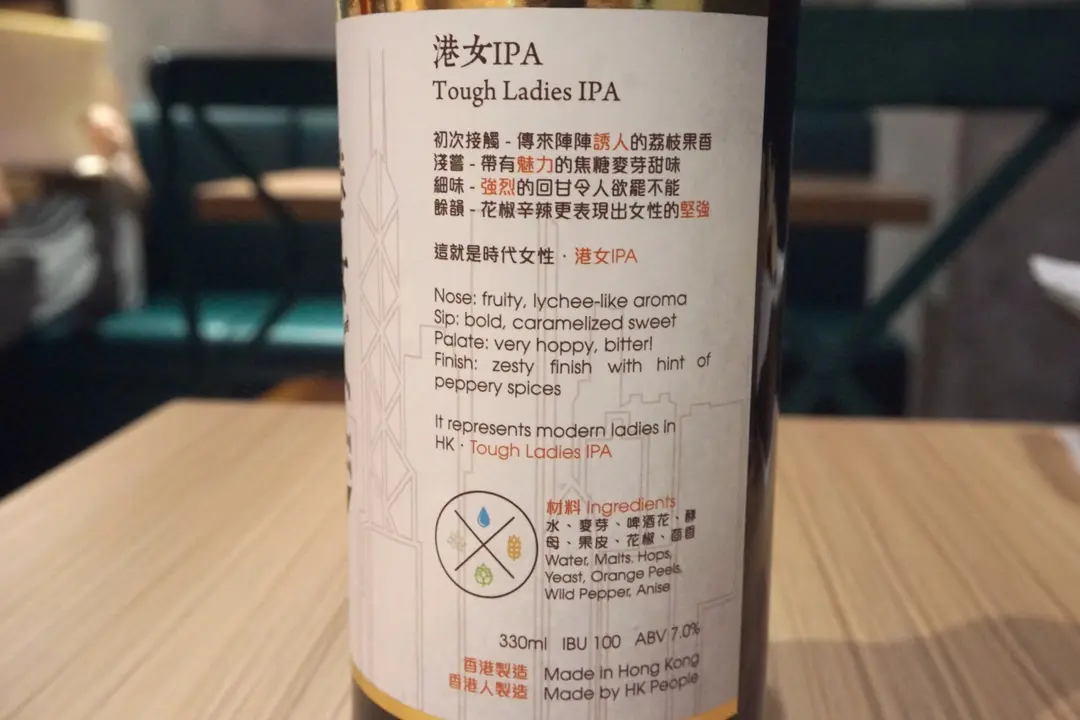 港女IPA
Tough Ladies IPA
初次接觸 - 傳來陣陣誘人的荔枝果香
淺嘗 - 帶有魅力的焦糖麥芽甜味
細味 - 強烈的回甘令人欲罷不能
餘韻 - 花椒辛辣更表現出女性的堅強
這就是時代女性 · 港女IPA
Nose: fruity, lychee-like aroma
Sip: bold, caramelized sweet
Palate: very hoppy, bitter!
Finish: zesty finish with hint of
peppery spices
It represents modern ladies in
HK · Tough Ladies IPA
材料 Ingredients
水、麥芽、啤酒花、酵
母、果皮、花椒、茴香
Water, Malts, Hops,
Yeast, Orange Peels,
Wild Pepper, Anise
330ml IBU 100 ABV 7.0%
香港製造 Made in Hong Kong
香港人製造 Made by HK People